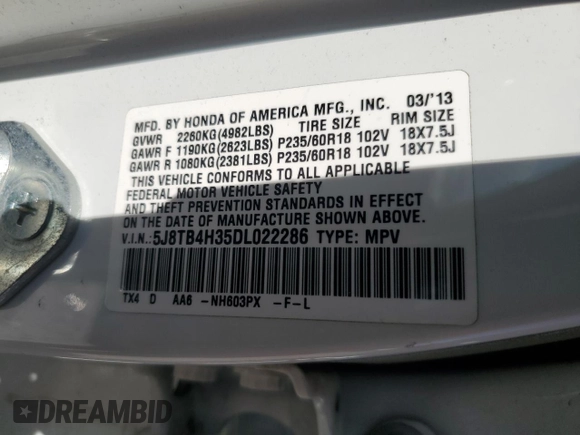 MFD. BY HONDA OF AMERICA MFG., INC. 03/'13
GVWR 2260KG(4982LBS) TIRE SIZE RIM SIZE
GAWR F 1190KG(2623LBS) P235/60R18 102V 18X7.5J
GAWR R 1080KG(2381LBS) P235/60R18 102V 18X7.5J
THIS VEHICLE CONFORMS TO ALL APPLICABLE
FEDERAL MOTOR VEHICLE SAFETY
AND THEFT PREVENTION STANDARDS IN EFFECT
ON THE DATE OF MANUFACTURE SHOWN ABOVE.
V.I.N.:5J8TB4H35DL022286 TYPE: MPV
TX4 D AA6 -NH603PX -F-L
DREAMBID